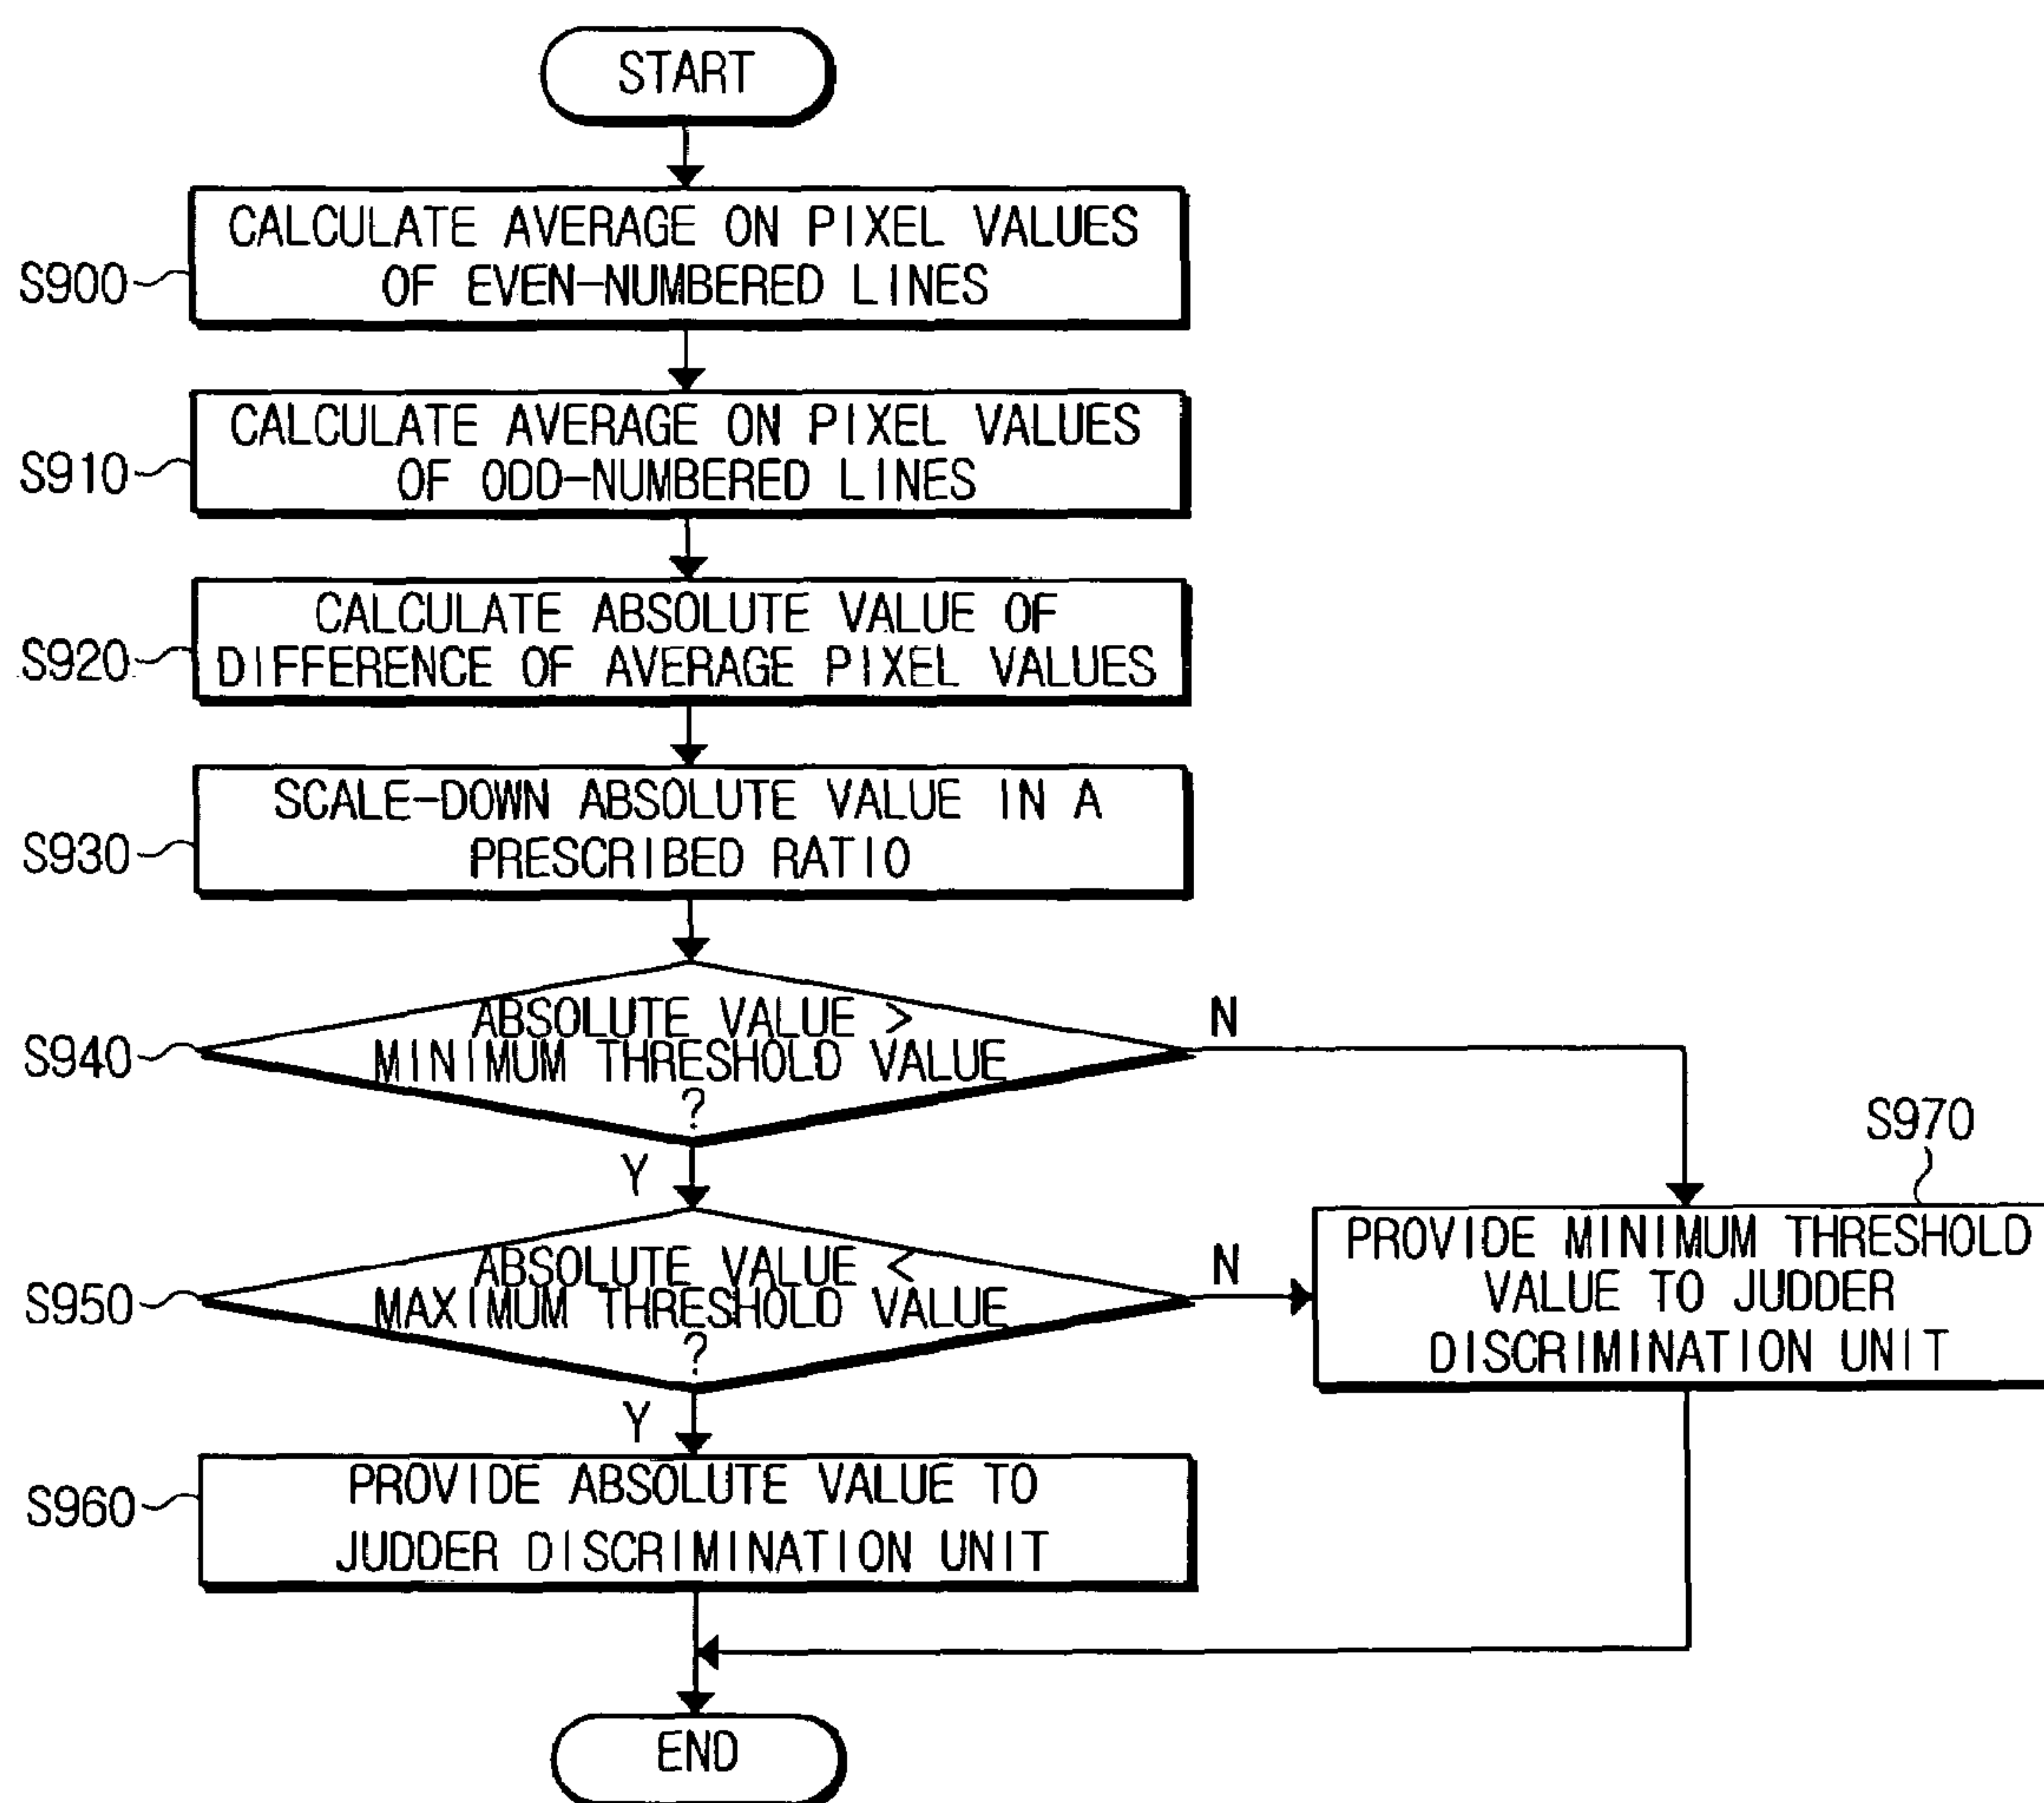 START
CALCULATE AVERAGE ON PIXEL VALUES
OF EVEN-NUMBERED LINES
S900
CALCULATE AVERAGE ON PIXEL VALUES
OF ODD-NUMBERED LINES
S910
CALCULATE ABSOLUTE VALUE OF
DIFFERENCE OF AVERAGE PIXEL VALUES
S920
SCALE-DOWN ABSOLUTE VALUE IN A
PRESCRIBED RATIO
S930
ABSOLUTE VALUE >
MINIMUM THRESHOLD VALUE
?
S940
N
Y
S970
PROVIDE MINIMUM THRESHOLD
VALUE TO JUDDER
DISCRIMINATION UNIT
ABSOLUTE VALUE <
MAXIMUM THRESHOLD VALUE
?
S950
N
Y
PROVIDE ABSOLUTE VALUE TO
JUDDER DISCRIMINATION UNIT
S960
END